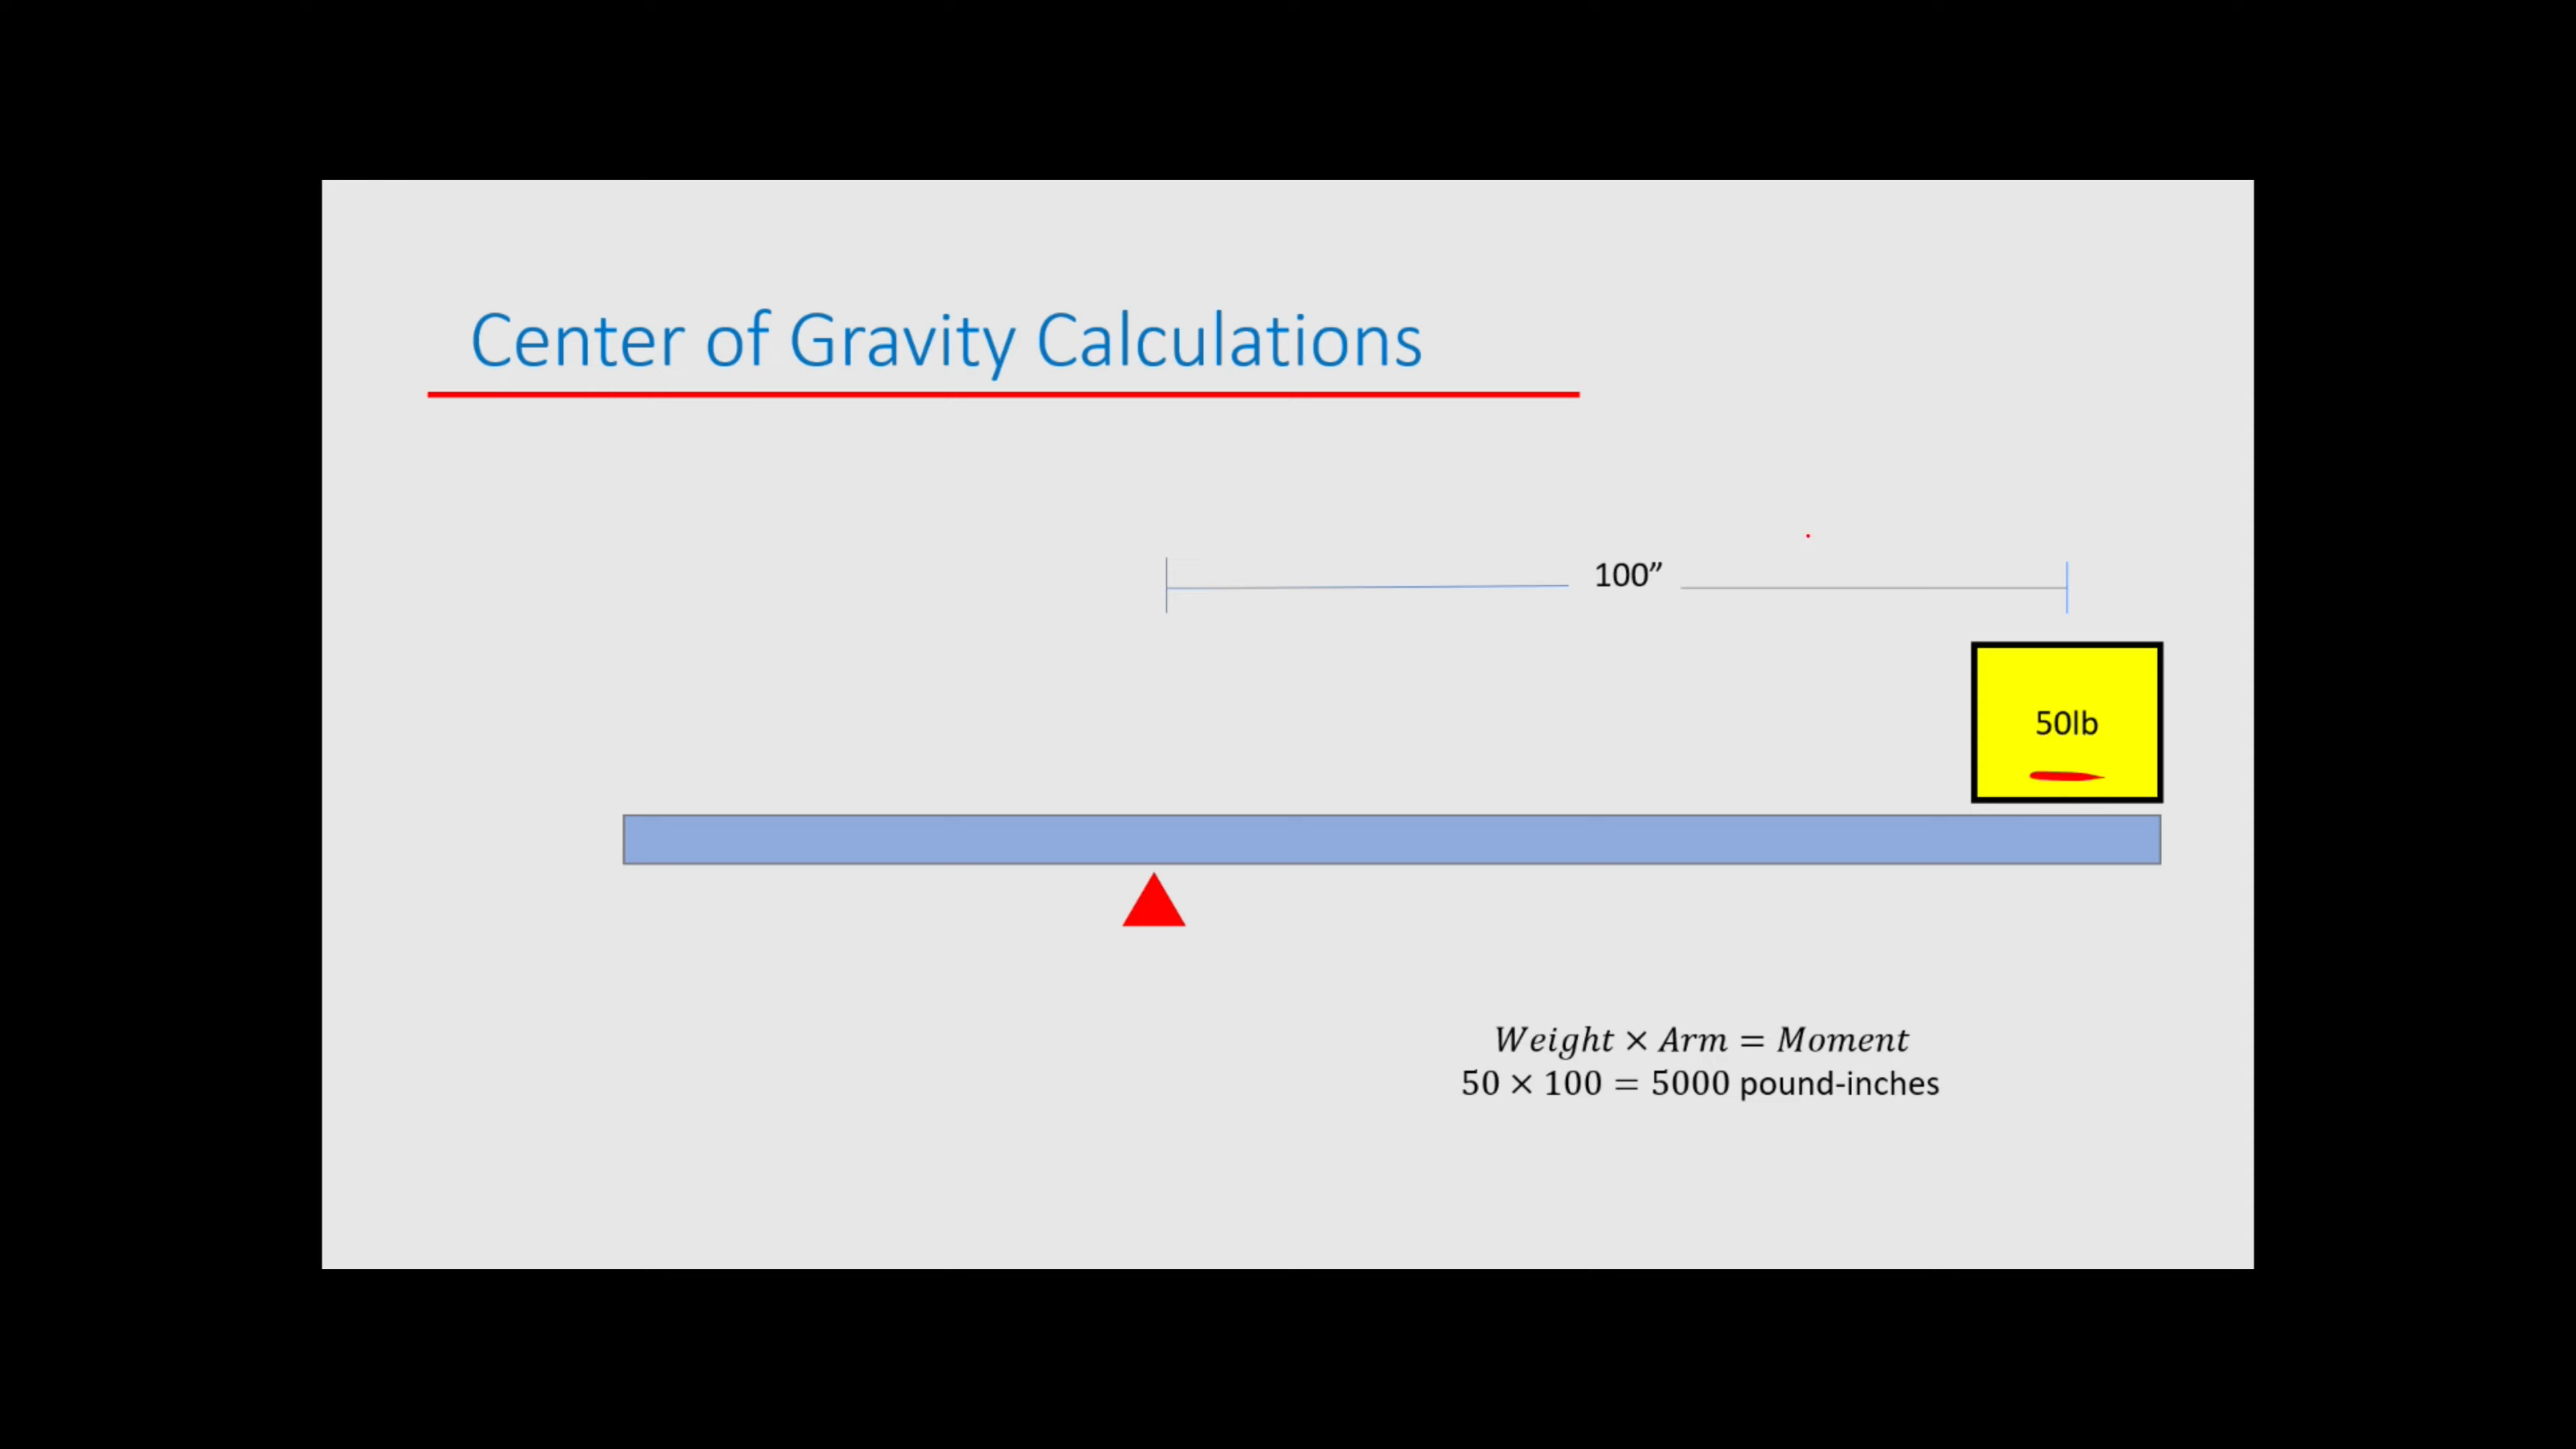 Center of Gravity Calculations
100”
50lb
Weight × Arm = Moment
50 × 100 = 5000 pound-inches